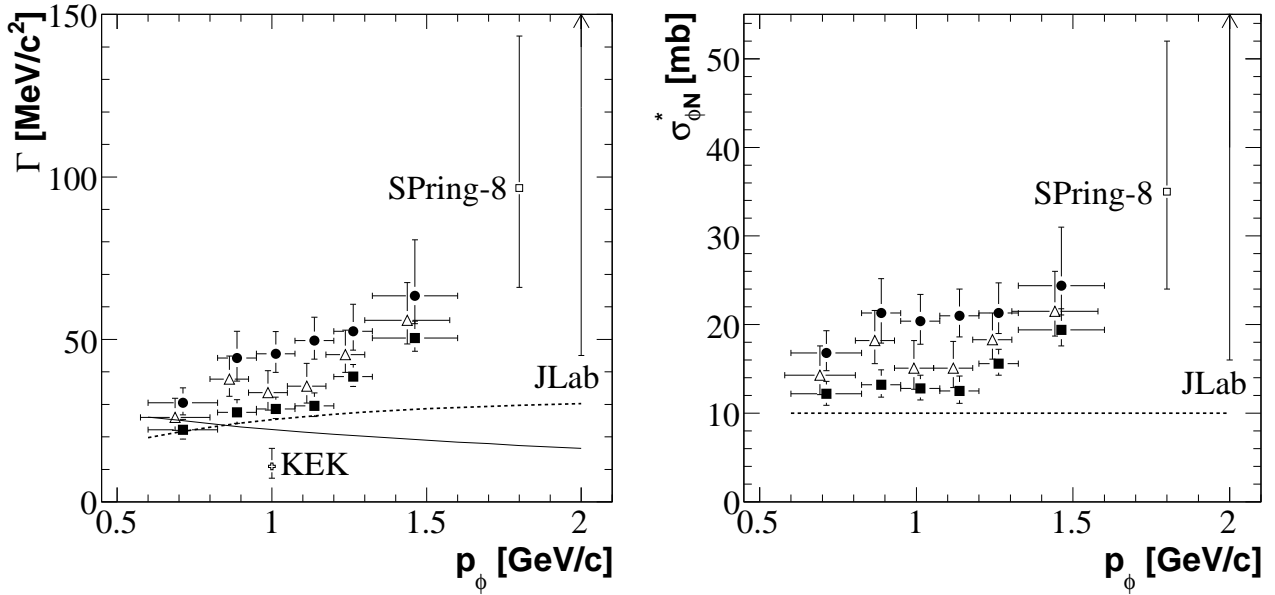 Γ [MeV/c²]
150
100
50
0
SPring-8
JLab
KEK
0.5 1 1.5 2
p_ϕ [GeV/c]
σ*_ϕN [mb]
50
40
30
20
10
0
SPring-8
JLab
0.5 1 1.5 2
p_ϕ [GeV/c]